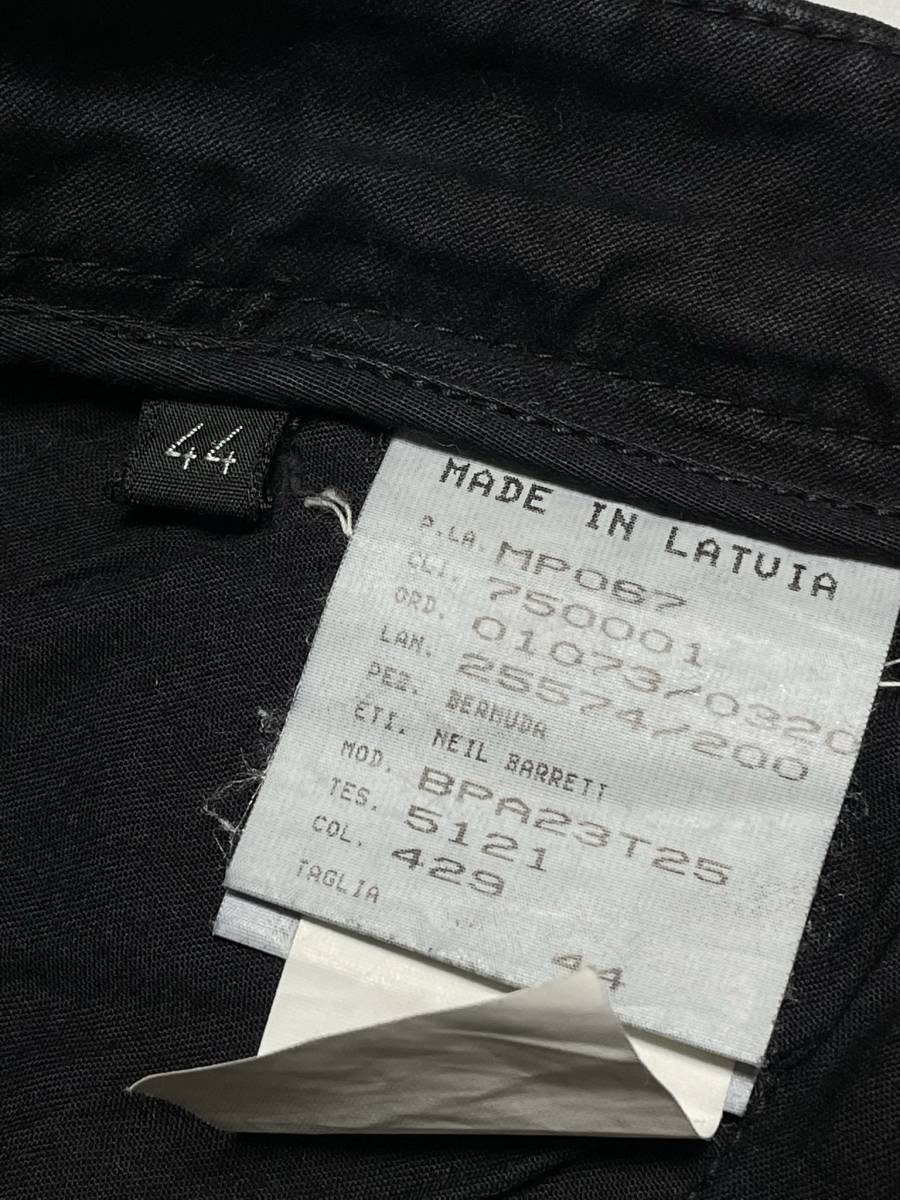 44
MADE IN LATVIA
P.LA. MP067
CLI. 750001
ORD. 01073/0320
LAN. 25574/200
PEZ. BERMUDA
ETI. NEIL BARRETT
MOD. BPA23T25
TES. 5121
COL. 429
TAGLIA 44